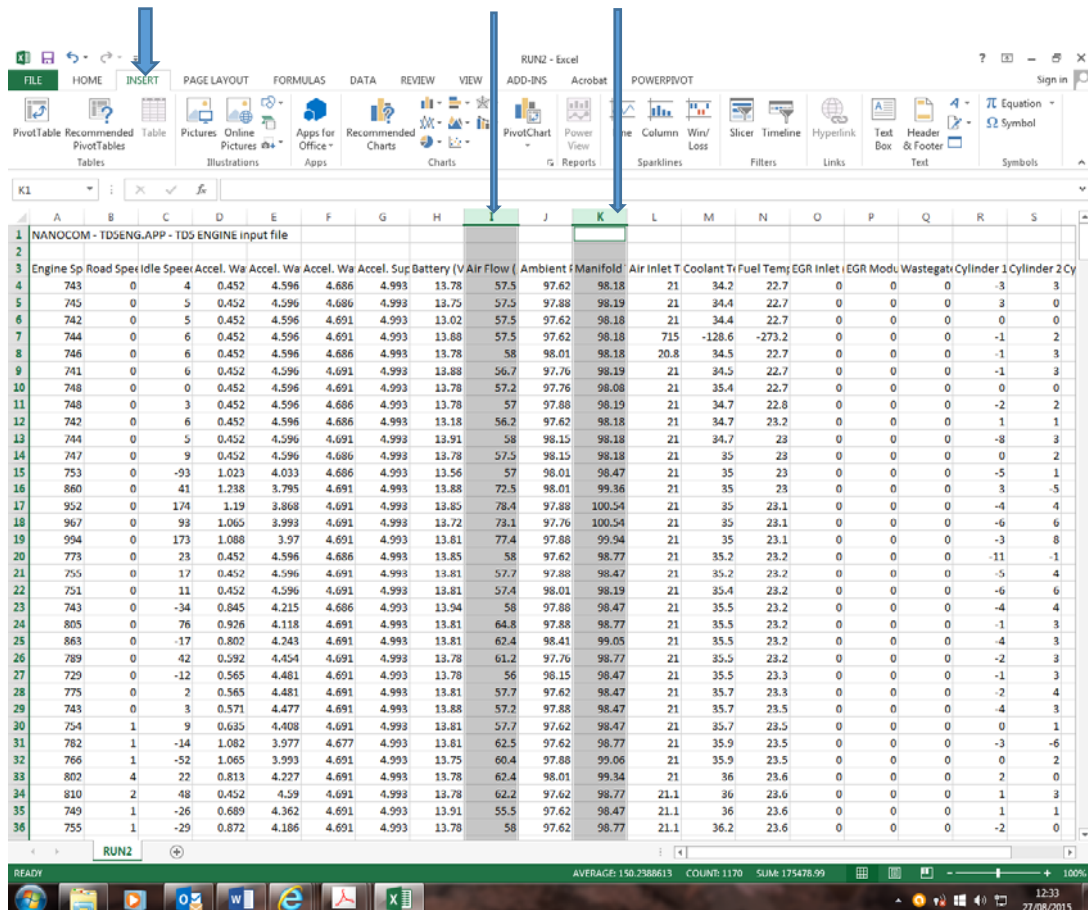 RUN2 - Excel
Sign in
FILE HOME INSERT PAGE LAYOUT FORMULAS DATA REVIEW VIEW ADD-INS Acrobat POWERPIVOT
PivotTable Recommended PivotTables Table Pictures Online Pictures Apps for Office Recommended Charts PivotChart Power View Column Win/ Loss Slicer Timeline Hyperlink Text Box Header & Footer Equation Symbol
Tables Illustrations Apps Charts Reports Sparklines Filters Links Text Symbols
K1 fx
A B C D E F G H I J K L M N O P Q R S
1 NANOCOM - TD5ENG.APP - TD5 ENGINE input file
2
3 Engine Sp Road Spee Idle Speed Accel. Wa Accel. Wa Accel. Wa Accel. Sup Battery (V Air Flow ( Ambient Manifold Air Inlet T Coolant Te Fuel Temp EGR Inlet EGR Modu Wastegate Cylinder 1 Cylinder 2 Cy
4 743 0 4 0.452 4.596 4.686 4.993 13.78 57.5 97.62 98.18 21 34.2 22.7 0 0 0 -3 3
5 745 0 5 0.452 4.596 4.686 4.993 13.75 57.5 97.88 98.19 21 34.4 22.7 0 0 0 3 0
6 742 0 5 0.452 4.596 4.691 4.993 13.02 57.5 97.62 98.18 21 34.4 22.7 0 0 0 0 0
7 744 0 6 0.452 4.596 4.691 4.993 13.88 57.5 97.62 98.18 715 -128.6 -273.2 0 0 0 -1 2
8 746 0 6 0.452 4.596 4.686 4.993 13.78 58 98.01 98.18 20.8 34.5 22.7 0 0 0 -1 3
9 741 0 6 0.452 4.596 4.691 4.993 13.88 56.7 97.76 98.19 21 34.5 22.7 0 0 0 -1 3
10 748 0 0 0.452 4.596 4.691 4.993 13.78 57.2 97.76 98.08 21 35.4 22.7 0 0 0 0 0
11 748 0 3 0.452 4.596 4.686 4.993 13.78 57 97.88 98.19 21 34.7 22.8 0 0 0 -2 2
12 742 0 6 0.452 4.596 4.686 4.993 13.18 56.2 97.62 98.18 21 34.7 23.2 0 0 0 1 1
13 744 0 5 0.452 4.596 4.691 4.993 13.91 58 98.15 98.18 21 34.7 23 0 0 0 -8 3
14 747 0 9 0.452 4.596 4.691 4.993 13.78 57.5 98.15 98.18 21 35 23 0 0 0 0 2
15 753 0 -93 1.023 4.033 4.686 4.993 13.56 57 98.01 98.47 21 35 23 0 0 0 -5 1
16 860 0 41 1.238 3.795 4.691 4.993 13.88 72.5 98.01 99.36 21 35 23 0 0 0 3 -5
17 952 0 174 1.19 3.868 4.691 4.993 13.85 78.4 97.88 100.54 21 35 23.1 0 0 0 -4 4
18 967 0 93 1.065 3.993 4.691 4.993 13.72 73.1 97.76 100.54 21 35 23.1 0 0 0 -6 6
19 994 0 173 1.088 3.97 4.691 4.993 13.81 77.4 97.88 99.94 21 35 23.1 0 0 0 -3 8
20 773 0 23 0.452 4.596 4.686 4.993 13.85 58 97.62 98.77 21 35.2 23.2 0 0 0 -11 -1
21 755 0 17 0.452 4.596 4.691 4.993 13.81 57.7 97.88 98.47 21 35.2 23.2 0 0 0 -5 4
22 751 0 11 0.452 4.596 4.691 4.993 13.81 57.4 98.01 98.19 21 35.4 23.2 0 0 0 -6 6
23 743 0 -34 0.845 4.215 4.686 4.993 13.94 58 97.88 98.47 21 35.5 23.2 0 0 0 -4 4
24 805 0 76 0.926 4.118 4.691 4.993 13.81 64.8 97.88 98.77 21 35.5 23.2 0 0 0 -1 3
25 863 0 -17 0.802 4.243 4.691 4.993 13.81 62.4 98.41 99.05 21 35.5 23.2 0 0 0 -4 3
26 789 0 42 0.592 4.454 4.691 4.993 13.78 61.2 97.76 98.77 21 35.5 23.2 0 0 0 -2 3
27 729 0 -12 0.565 4.481 4.691 4.993 13.78 56 98.15 98.47 21 35.5 23.3 0 0 0 -1 3
28 775 0 2 0.565 4.481 4.691 4.993 13.81 57.7 97.62 98.47 21 35.7 23.3 0 0 0 -2 4
29 743 0 3 0.571 4.477 4.691 4.993 13.88 57.2 97.88 98.47 21 35.7 23.5 0 0 0 -4 3
30 754 1 9 0.635 4.408 4.691 4.993 13.81 57.7 97.62 98.47 21 35.7 23.5 0 0 0 0 1
31 782 1 -14 1.082 3.977 4.677 4.993 13.81 62.5 97.62 98.77 21 35.9 23.5 0 0 0 -3 -6
32 766 1 -52 1.065 3.993 4.691 4.993 13.75 60.4 97.88 99.06 21 35.9 23.5 0 0 0 0 2
33 802 4 22 0.813 4.227 4.691 4.993 13.78 62.4 98.01 99.34 21 36 23.6 0 0 0 2 0
34 810 2 48 0.452 4.59 4.691 4.993 13.78 62.2 97.62 98.77 21.1 36 23.6 0 0 0 1 3
35 749 1 -26 0.689 4.362 4.691 4.993 13.91 55.5 97.62 98.47 21.1 36 23.6 0 0 0 1 1
36 755 1 -29 0.872 4.186 4.691 4.993 13.78 58 97.62 98.77 21.1 36.2 23.6 0 0 0 -2 0
RUN2
READY AVERAGE: 150.2388613 COUNT: 1170 SUM: 175478.99 100%
12:33
27/08/2015